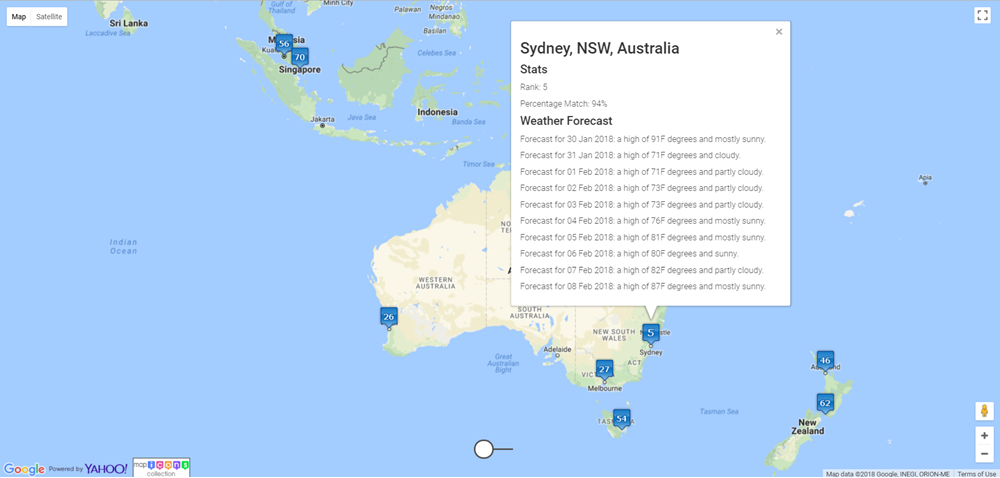 Map Satellite
Sri Lanka
Laccadive Sea
Gulf of
Thailand
Minh City
Palawan
Negros
Mindanao
Basilan
Celebes Sea
56
70
Kua
Singapore
Indonesia
Jakarta
Java Sea
Banda Sea
Timor Sea
Apia
Indian
Ocean
WESTERN
AUSTRALIA
SOUTH
AUSTRALIA
NEW SOUTH
WALES
ACT
26
5
Sydney
Adelaide
Great
Australian
Bight
27
Melbourne
54
46
62
Tasman Sea
New
Zealand
×
Sydney, NSW, Australia
Stats
Rank: 5
Percentage Match: 94%
Weather Forecast
Forecast for 30 Jan 2018: a high of 91F degrees and mostly sunny.
Forecast for 31 Jan 2018: a high of 71F degrees and cloudy.
Forecast for 01 Feb 2018: a high of 71F degrees and partly cloudy.
Forecast for 02 Feb 2018: a high of 73F degrees and partly cloudy.
Forecast for 03 Feb 2018: a high of 73F degrees and partly cloudy.
Forecast for 04 Feb 2018: a high of 76F degrees and mostly sunny.
Forecast for 05 Feb 2018: a high of 81F degrees and mostly sunny.
Forecast for 06 Feb 2018: a high of 80F degrees and sunny.
Forecast for 07 Feb 2018: a high of 82F degrees and partly cloudy.
Forecast for 08 Feb 2018: a high of 87F degrees and mostly sunny.
+
−
Google Powered by YAHOO!
map icons
collection
Map data ©2018 Google, INEGI, ORION-ME Terms of Use